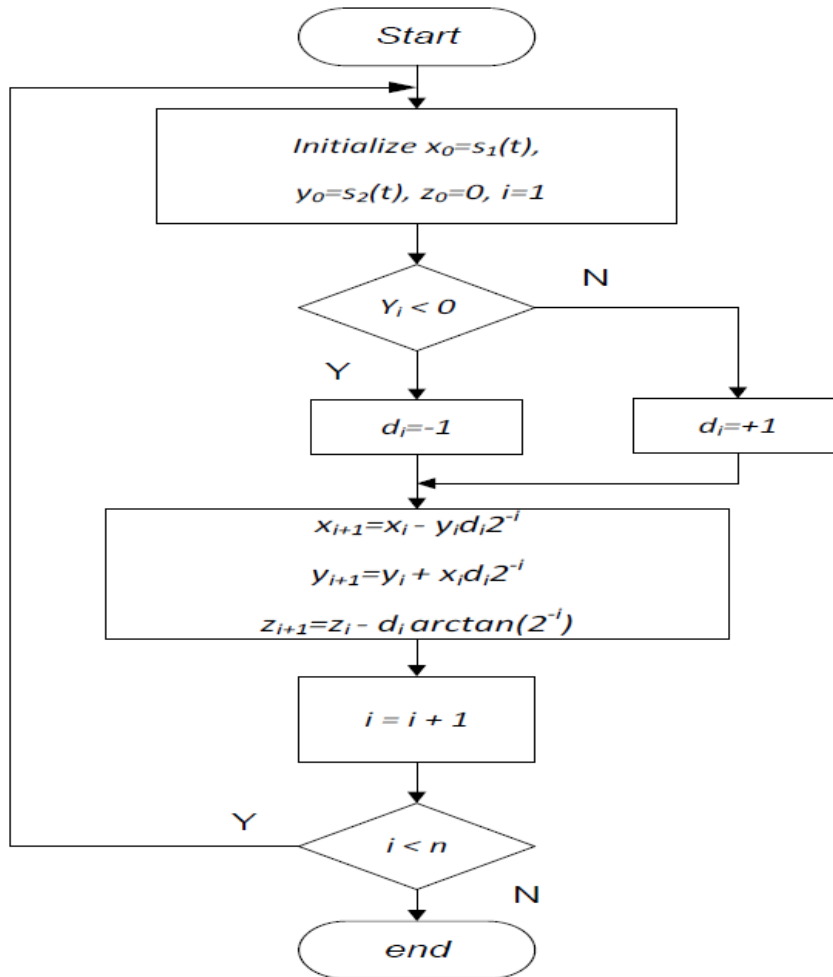 Start
Initialize x₀=s₁(t),
y₀=s₂(t), z₀=0, i=1
Yᵢ < 0
N
Y
dᵢ=-1
dᵢ=+1
xᵢ₊₁=xᵢ - yᵢdᵢ2⁻ⁱ
yᵢ₊₁=yᵢ + xᵢdᵢ2⁻ⁱ
zᵢ₊₁=zᵢ - dᵢ arctan(2⁻ⁱ)
i = i + 1
Y
i < n
N
end